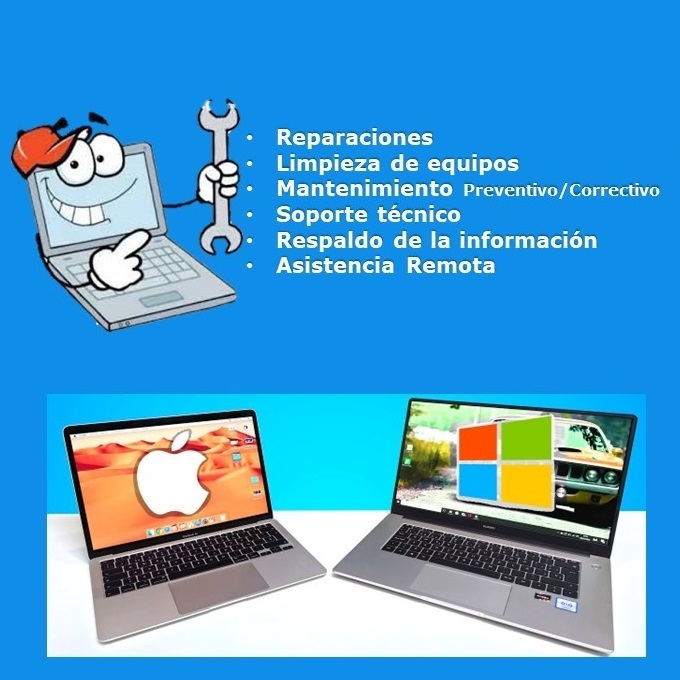 • Reparaciones
• Limpieza de equipos
• Mantenimiento Preventivo/Correctivo
• Soporte técnico
• Respaldo de la información
• Asistencia Remota